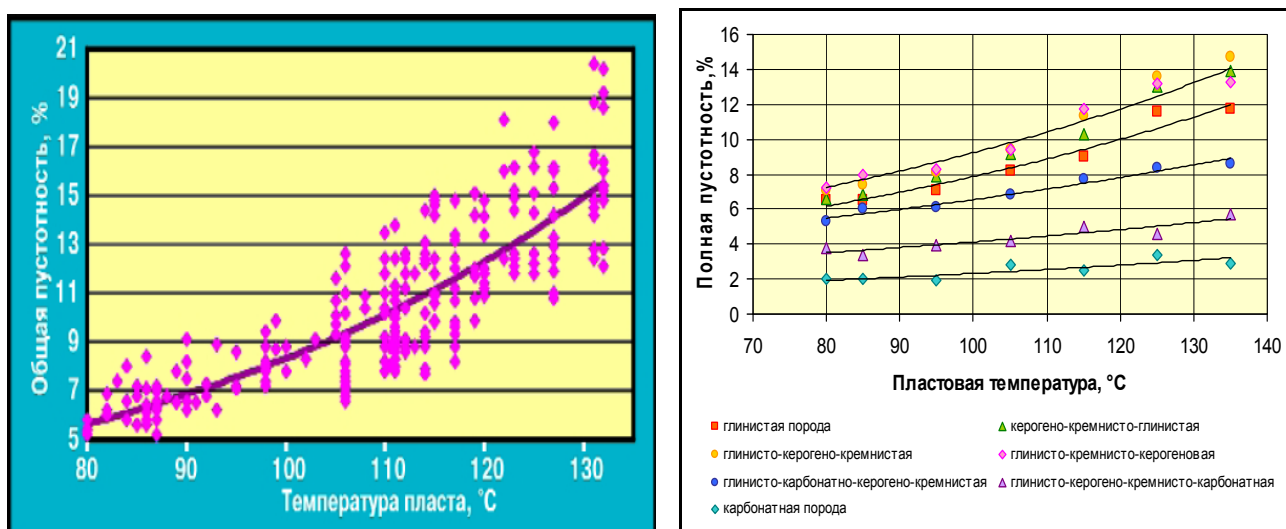 Общая пустотность, %
21
19
17
15
13
11
9
7
5
80 90 100 110 120 130
Температура пласта, °С
Полная пустотность,%
16
14
12
10
8
6
4
2
0
70 80 90 100 110 120 130 140
Пластовая температура, °С
глинистая порода
керогено-кремнисто-глинистая
глинисто-керогено-кремнистая
глинисто-кремнисто-керогеновая
глинисто-карбонатно-керогено-кремнистая
глинисто-керогено-кремнисто-карбонатная
карбонатная порода